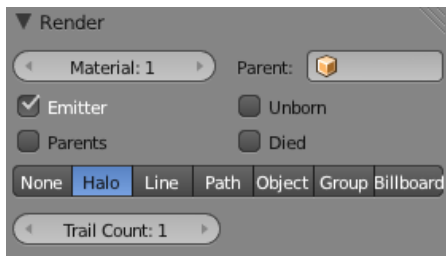 Render
Material: 1 Parent:
Emitter Unborn
Parents Died
None Halo Line Path Object Group Billboard
Trail Count: 1